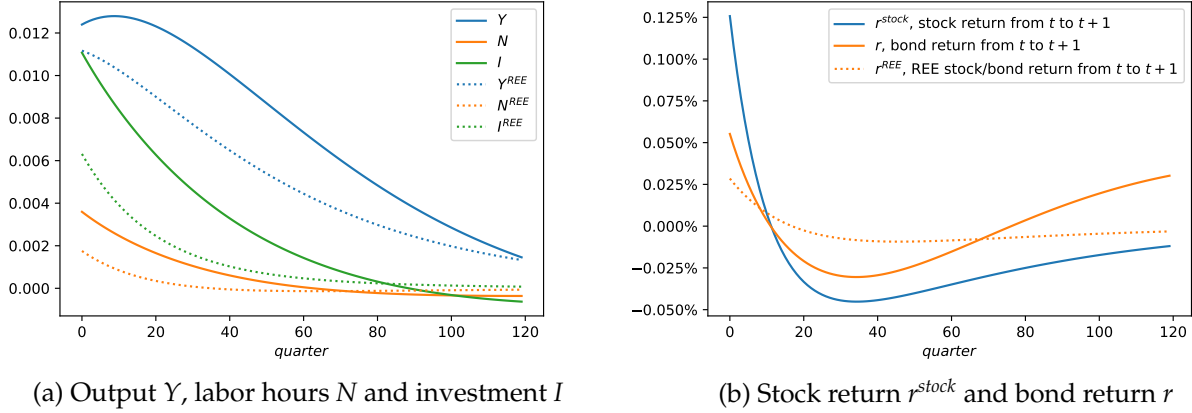 0.012
0.010
0.008
0.006
0.004
0.002
0.000
0 20 40 60 80 100 120
quarter
Y
N
I
Y^REE
N^REE
I^REE
(a) Output Y, labor hours N and investment I
0.125%
0.100%
0.075%
0.050%
0.025%
0.000%
−0.025%
−0.050%
0 20 40 60 80 100 120
quarter
r^stock, stock return from t to t + 1
r, bond return from t to t + 1
r^REE, REE stock/bond return from t to t + 1
(b) Stock return r^stock and bond return r